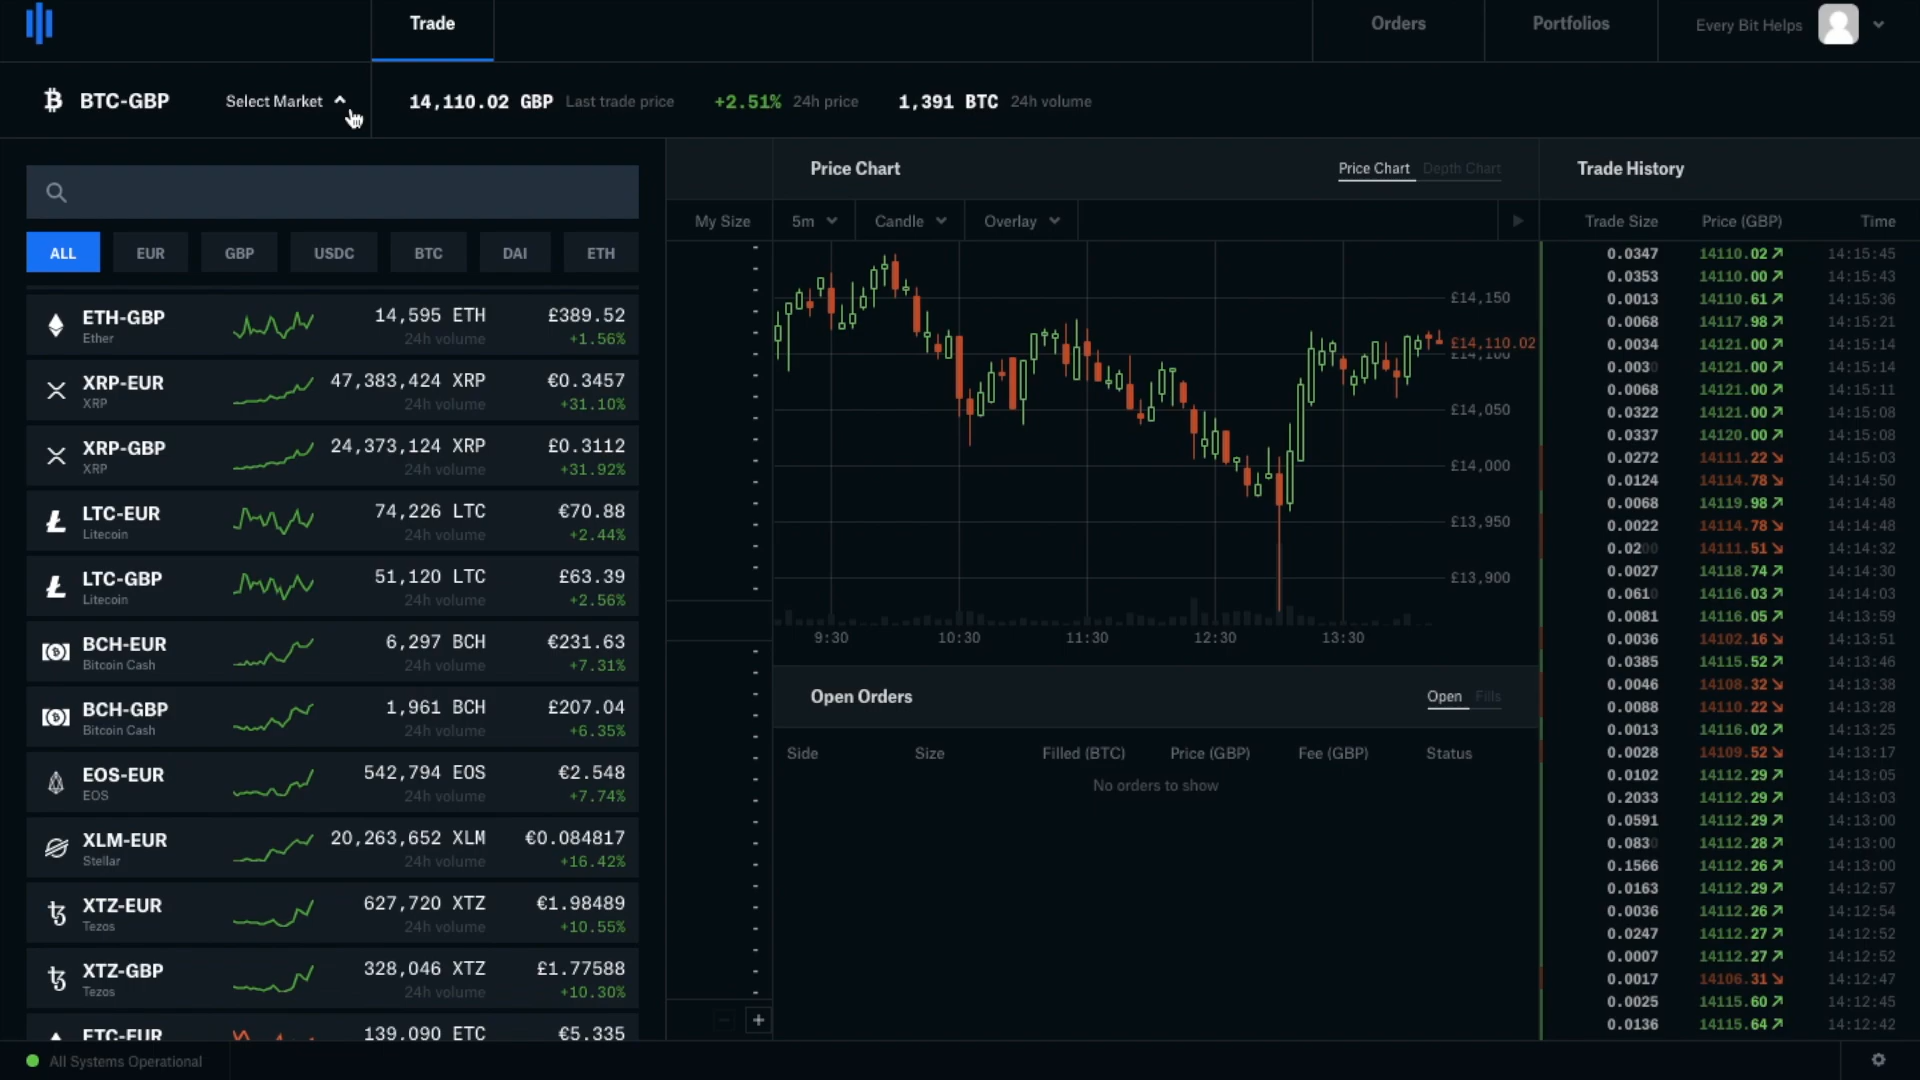 Trade
Orders
Portfolios
Every Bit Helps
BTC-GBP
Select Market
14,110.02 GBP Last trade price
+2.51% 24h price
1,391 BTC 24h volume
ALL
EUR
GBP
USDC
BTC
DAI
ETH
ETH-GBP 14,595 ETH £389.52
Ether 24h volume +1.56%
XRP-EUR 47,383,424 XRP €0.3457
XRP 24h volume +31.10%
XRP-GBP 24,373,124 XRP £0.3112
XRP 24h volume +31.92%
LTC-EUR 74,226 LTC €70.88
Litecoin 24h volume +2.44%
LTC-GBP 51,120 LTC £63.39
Litecoin 24h volume +2.56%
BCH-EUR 6,297 BCH €231.63
Bitcoin Cash 24h volume +7.31%
BCH-GBP 1,961 BCH £207.04
Bitcoin Cash 24h volume +6.35%
EOS-EUR 542,794 EOS €2.548
EOS 24h volume +7.74%
XLM-EUR 20,263,652 XLM €0.084817
Stellar 24h volume +16.42%
XTZ-EUR 627,720 XTZ €1.98489
Tezos 24h volume +10.55%
XTZ-GBP 328,046 XTZ £1.77588
Tezos 24h volume +10.30%
ETC-EUR 139,090 ETC €5.335
My Size
Price Chart
Price Chart Depth Chart
5m
Candle
Overlay
£14,150
£14,110.02
£14,100
£14,050
£14,000
£13,950
£13,900
9:30 10:30 11:30 12:30 13:30
Open Orders
Open Fills
Side Size Filled (BTC) Price (GBP) Fee (GBP) Status
No orders to show
Trade History
Trade Size Price (GBP) Time
0.0347 14110.02 14:15:45
0.0353 14110.00 14:15:43
0.0013 14110.61 14:15:36
0.0068 14117.98 14:15:21
0.0034 14121.00 14:15:14
0.0030 14121.00 14:15:14
0.0068 14121.00 14:15:11
0.0322 14121.00 14:15:08
0.0337 14120.00 14:15:08
0.0272 14111.22 14:15:03
0.0124 14114.78 14:14:50
0.0068 14119.98 14:14:48
0.0022 14114.78 14:14:48
0.0200 14111.51 14:14:32
0.0027 14118.74 14:14:30
0.0610 14116.03 14:14:03
0.0081 14116.05 14:13:59
0.0036 14102.16 14:13:51
0.0385 14115.52 14:13:46
0.0046 14108.32 14:13:38
0.0088 14110.22 14:13:28
0.0013 14116.02 14:13:25
0.0028 14109.52 14:13:17
0.0102 14112.29 14:13:05
0.2033 14112.29 14:13:03
0.0591 14112.29 14:13:00
0.0830 14112.28 14:13:00
0.1566 14112.26 14:13:00
0.0163 14112.29 14:12:57
0.0036 14112.26 14:12:54
0.0247 14112.27 14:12:52
0.0007 14112.27 14:12:52
0.0017 14106.31 14:12:47
0.0025 14115.60 14:12:45
0.0136 14115.64 14:12:42
All Systems Operational